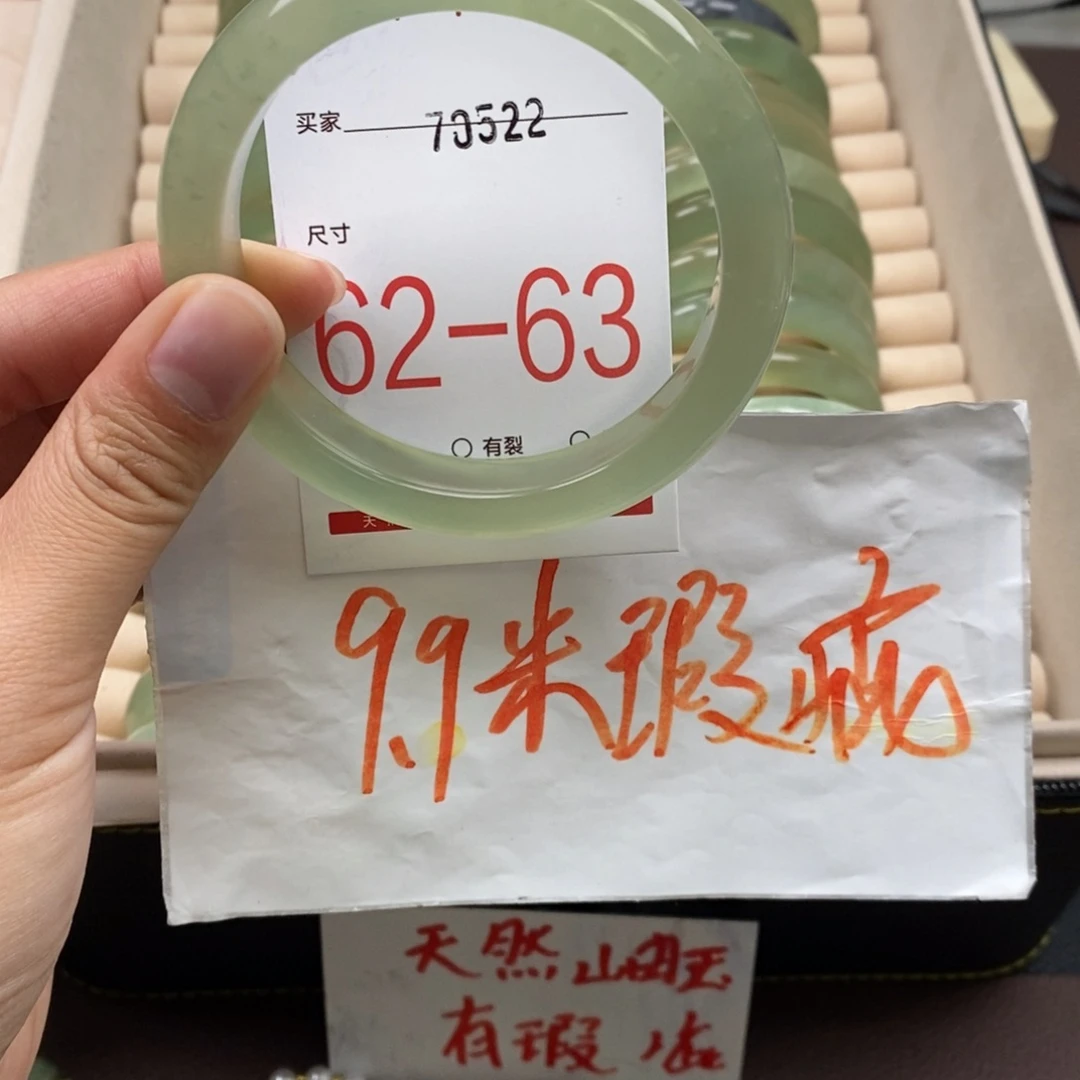 买家 70522
尺寸
62-63
○ 有裂 ○
天
9.9米瑕疵
天然山田玉
有瑕疵